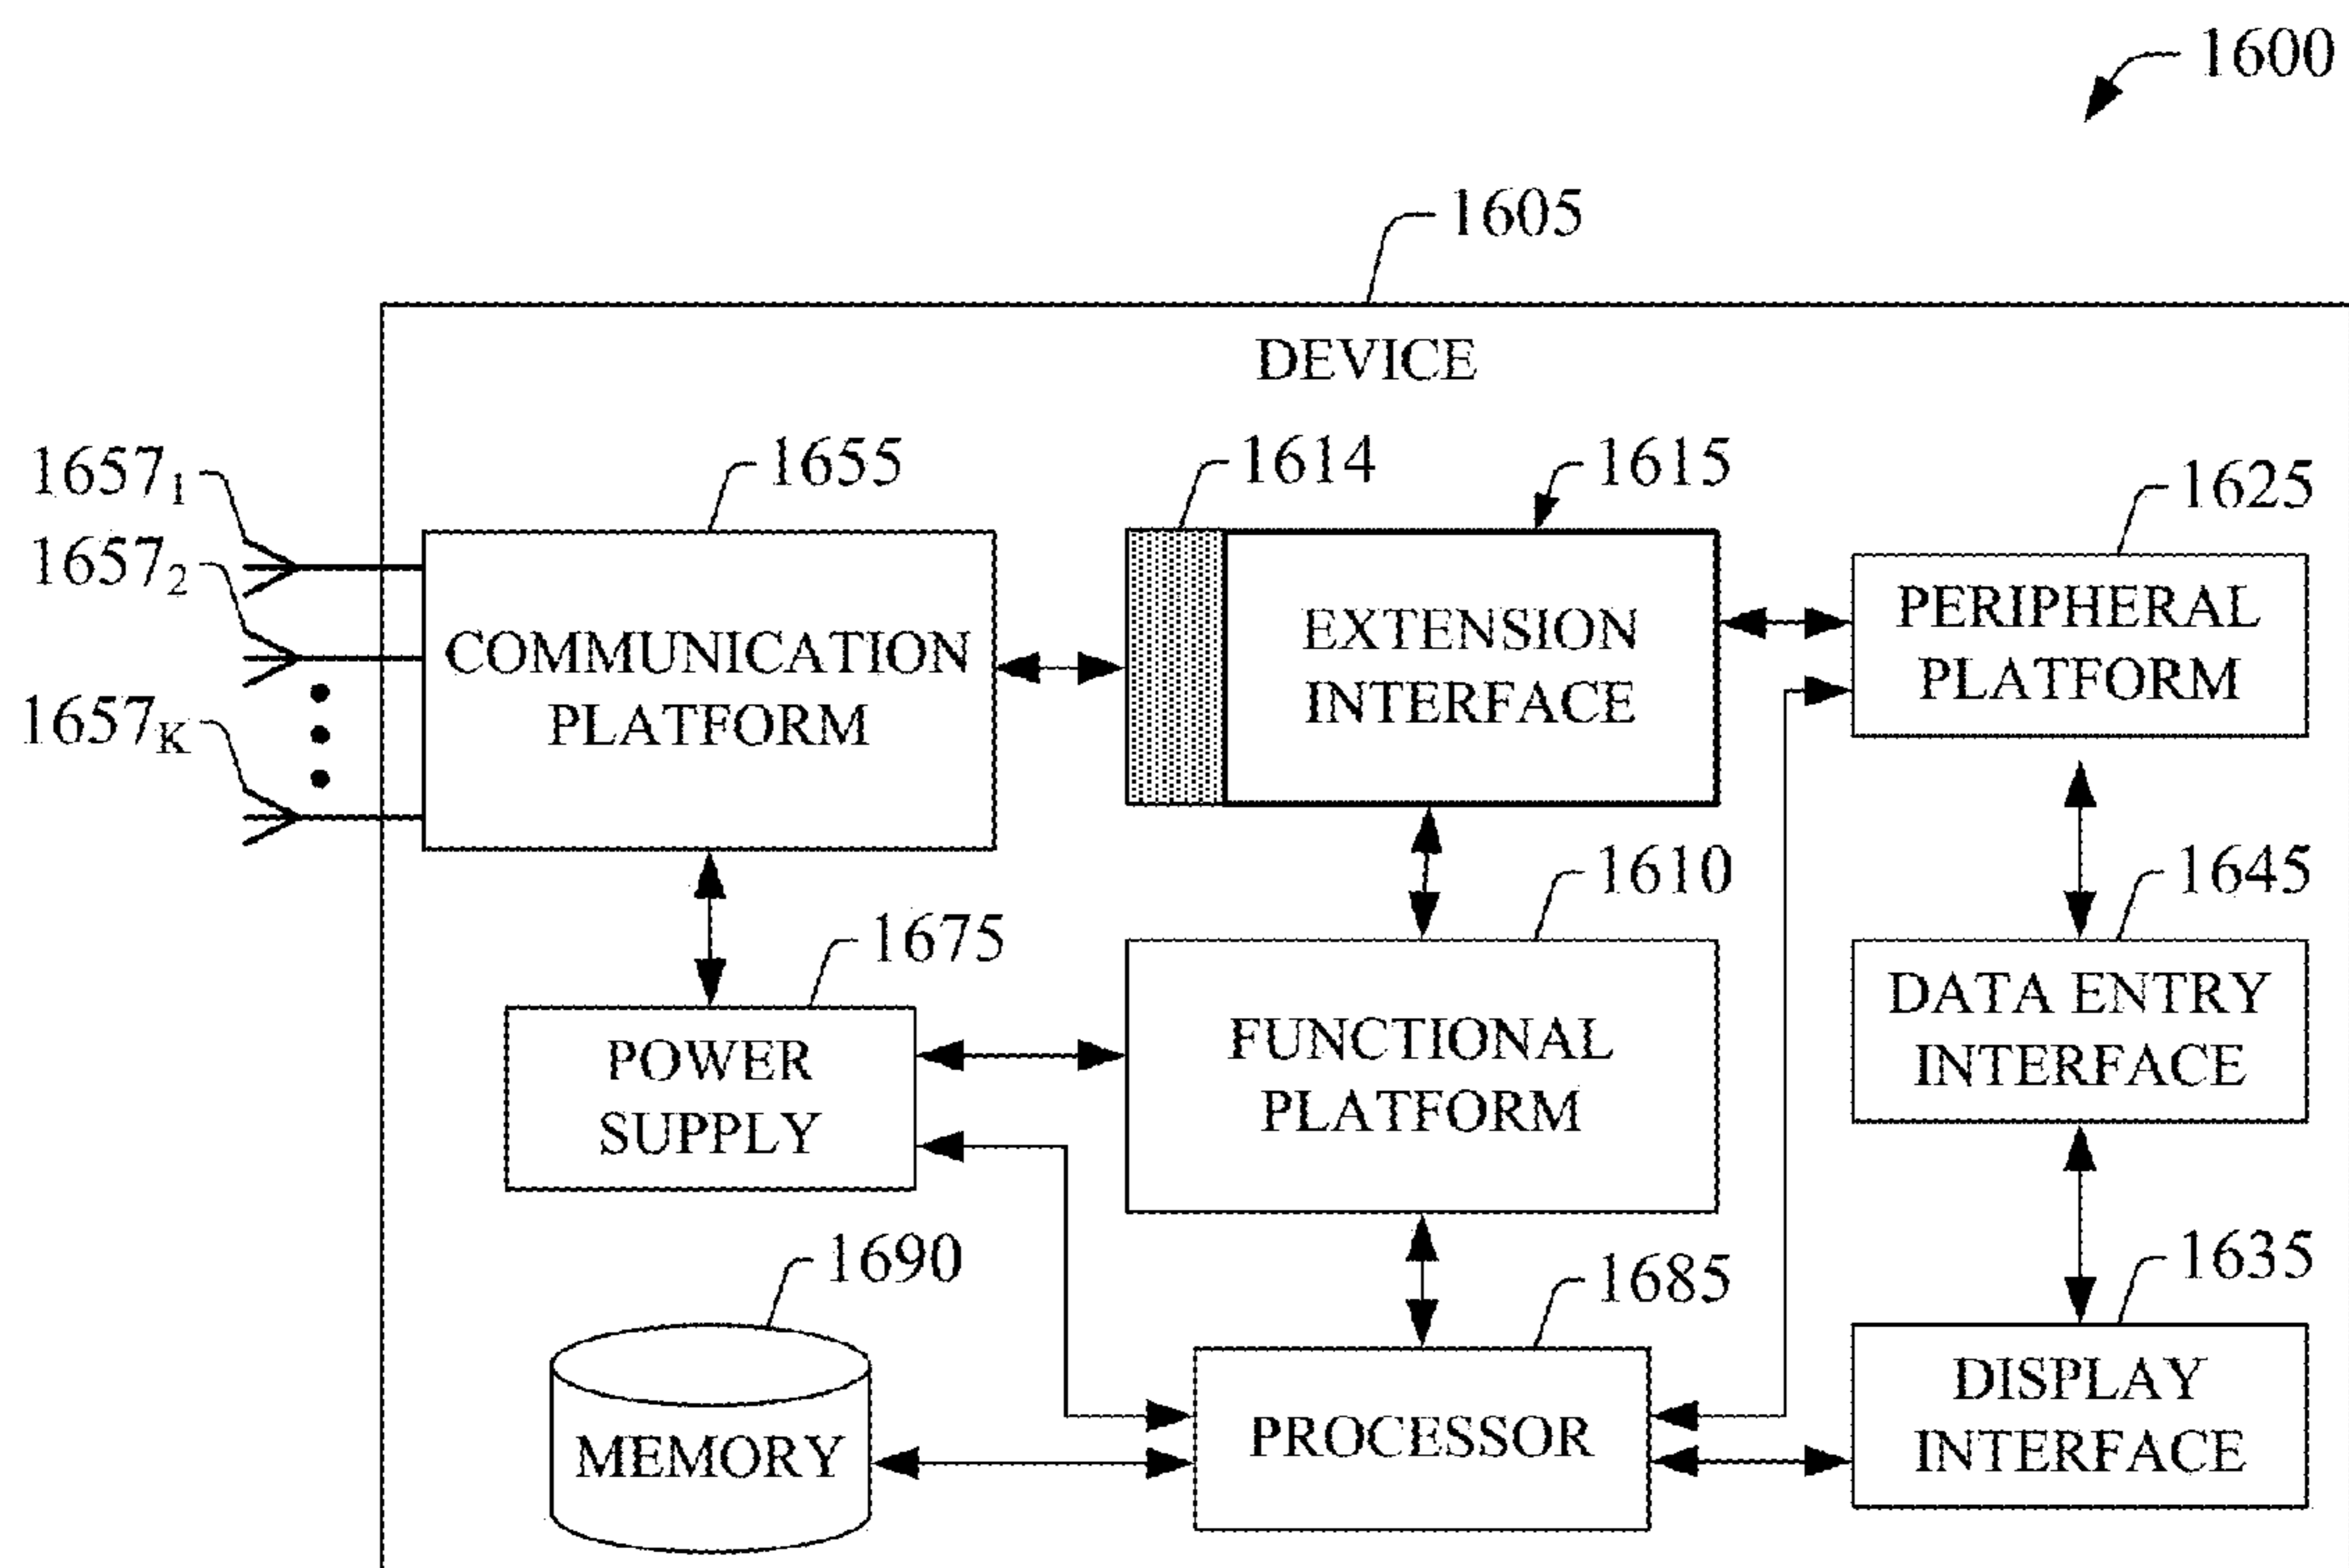 1600
1605
DEVICE
1657₁
1655
1614
1615
1625
1657₂
COMMUNICATION
PLATFORM
EXTENSION
INTERFACE
PERIPHERAL
PLATFORM
1657K
1610
1645
1675
POWER
SUPPLY
FUNCTIONAL
PLATFORM
DATA ENTRY
INTERFACE
1690
1685
1635
MEMORY
PROCESSOR
DISPLAY
INTERFACE